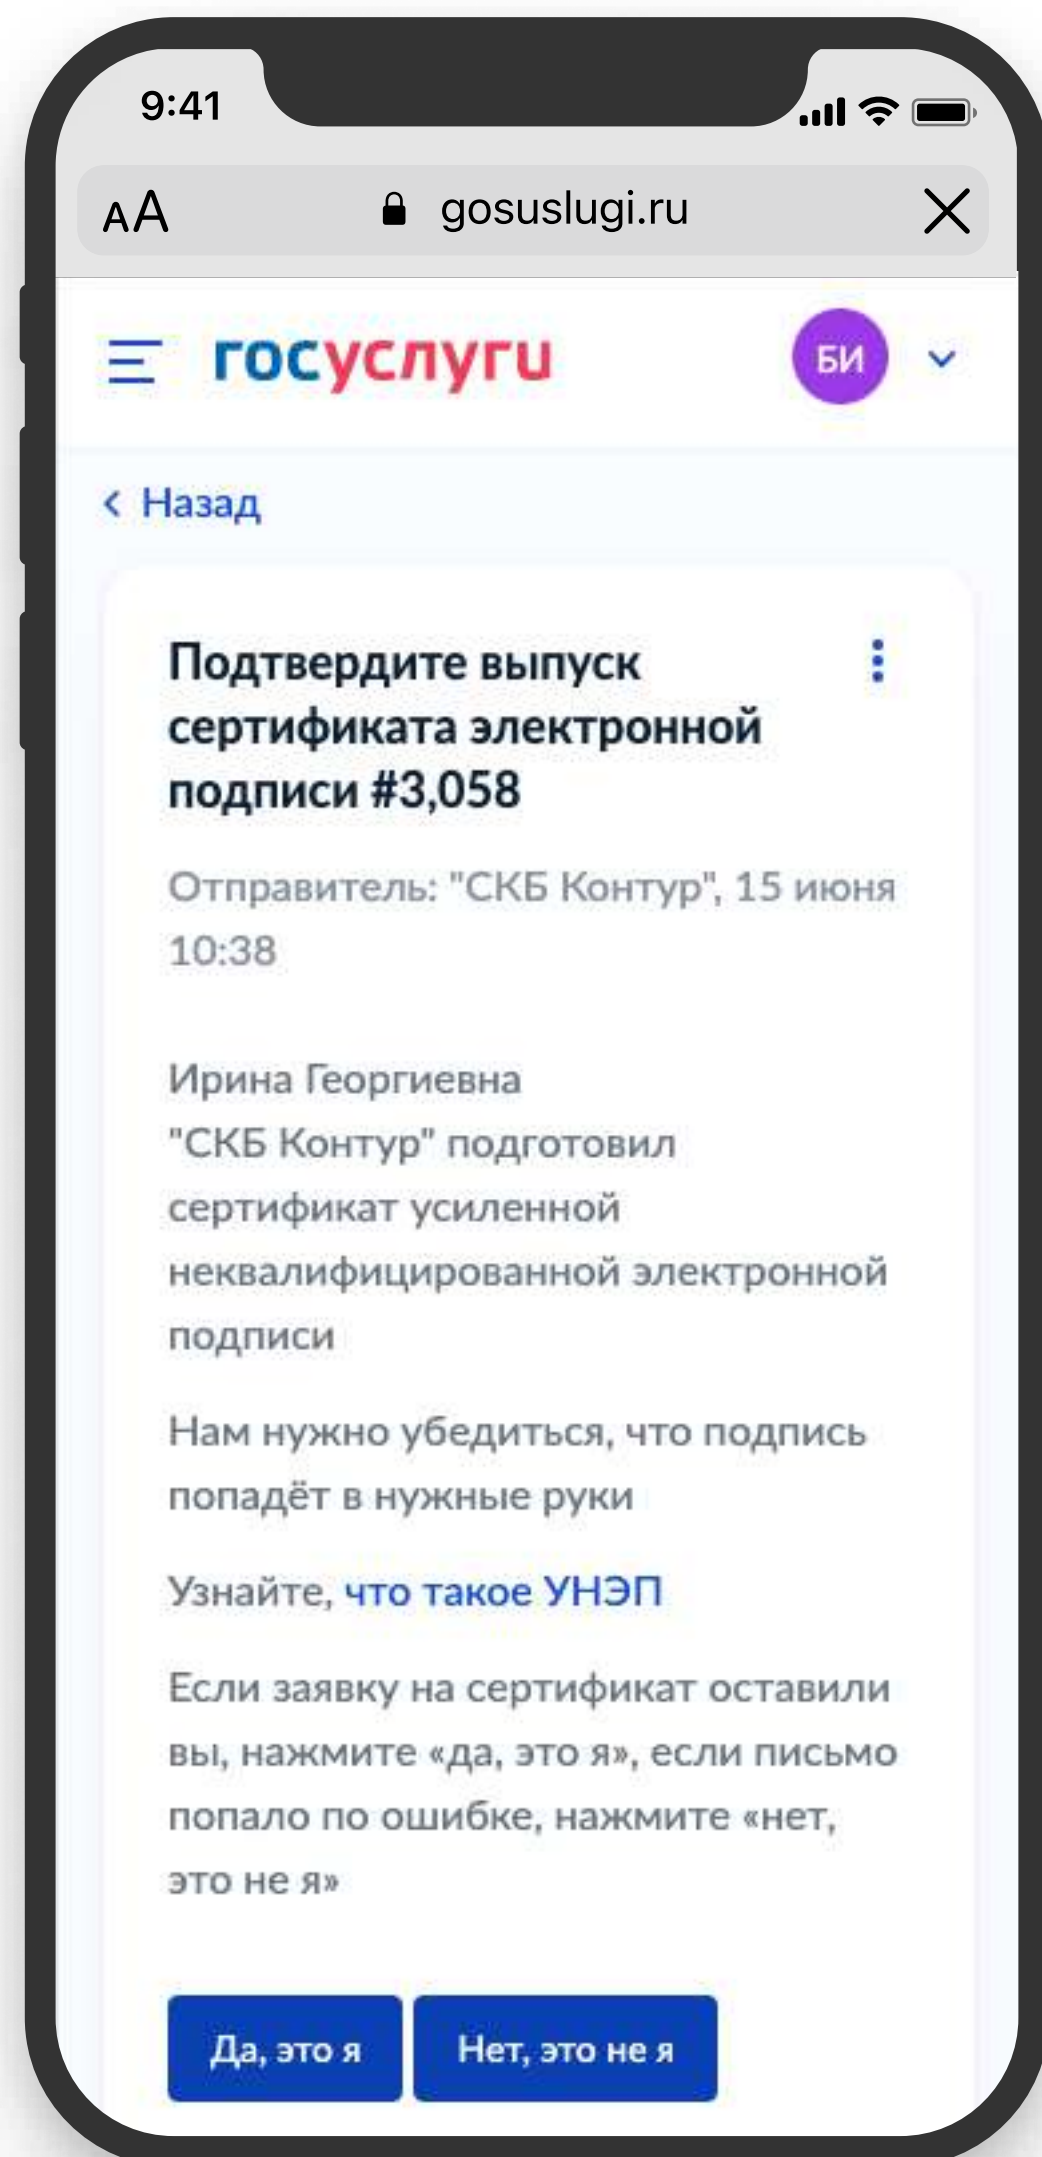 9:41
AA gosuslugi.ru
госуслуги БИ
Назад
Подтвердите выпуск
сертификата электронной
подписи #3,058
Отправитель: "СКБ Контур", 15 июня
10:38
Ирина Георгиевна
"СКБ Контур" подготовил
сертификат усиленной
неквалифицированной электронной
подписи
Нам нужно убедиться, что подпись
попадёт в нужные руки
Узнайте, что такое УНЭП
Если заявку на сертификат оставили
вы, нажмите «да, это я», если письмо
попало по ошибке, нажмите «нет,
это не я»
Да, это я Нет, это не я